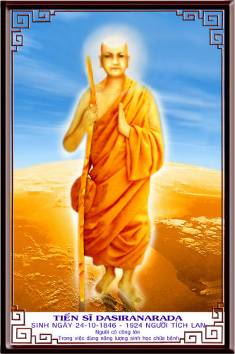 TIẾN SĨ DASIRANARADA
SINH NGÀY 24-10-1846 - 1924 NGƯỜI TÍCH LAN
Người có công lớn
Trong việc dùng năng lượng sinh học chữa bệnh